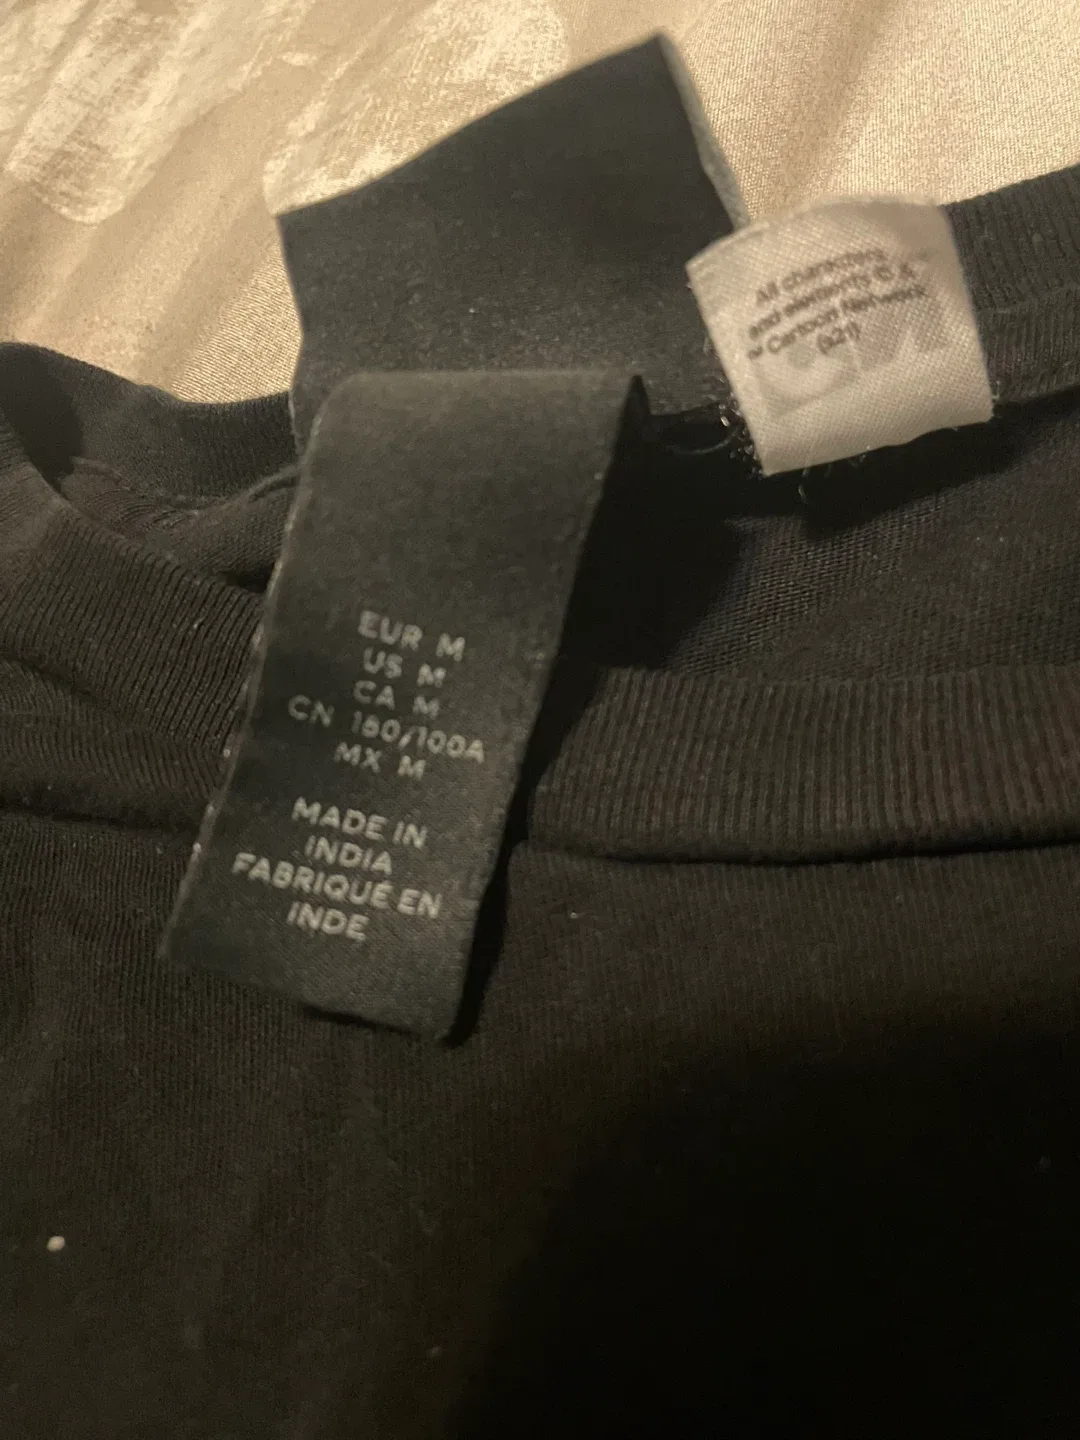 All characters
and elements © &
™ Cartoon Network
(s21)
EUR M
US M
CA M
CN 180/100A
MX M
MADE IN
INDIA
FABRIQUÉ EN
INDE